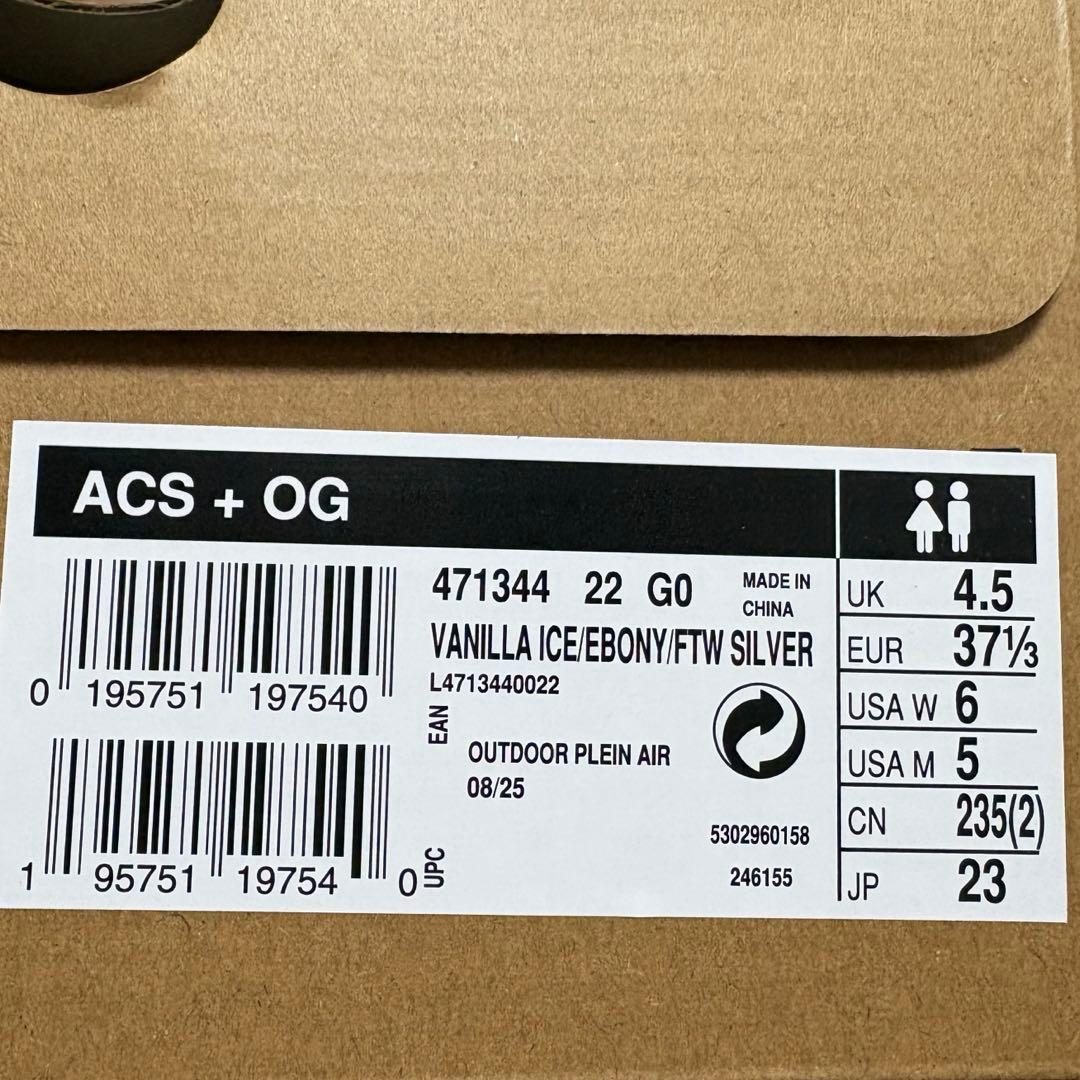 ACS + OG
0 195751 197540
1 95751 19754 0
471344 22 G0
MADE IN
CHINA
VANILLA ICE/EBONY/FTW SILVER
L4713440022
EAN
OUTDOOR PLEIN AIR
08/25
5302960158
246155
UPC
UK 4.5
EUR 37⅓
USA W 6
USA M 5
CN 235(2)
JP 23